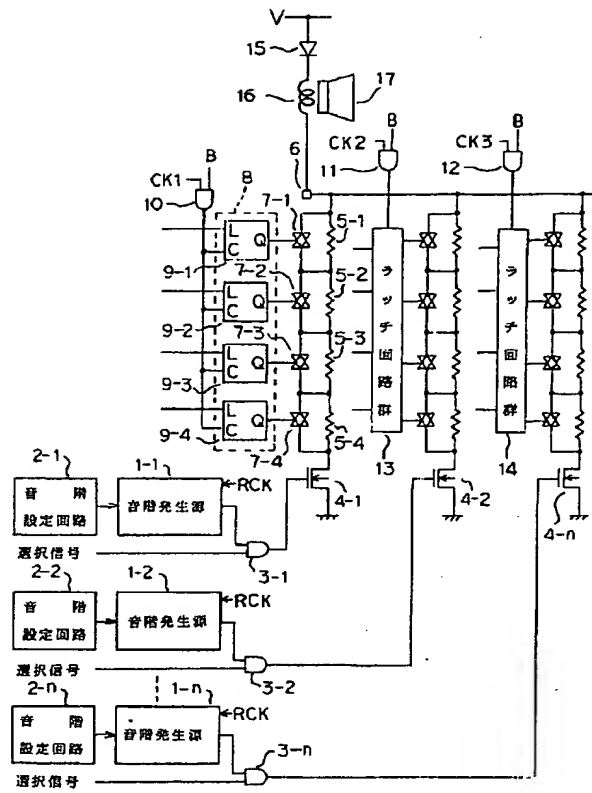 V
15
16
17
B
CK2
11
B
CK3
12
6
B
CK1
10
B
7-1
5-1
L
C
Q
9-1
7-2
5-2
L
C
Q
9-2
7-3
5-3
L
C
Q
9-3
L
C
Q
9-4
7-4
5-4
ラッチ回路群
13
ラッチ回路群
14
2-1
1-1
RCK
音階
設定回路
音階発生源
4-1
4-2
4-n
選択信号
3-1
2-2
1-2
RCK
音階
設定回路
音階発生源
選択信号
3-2
2-n
1-n
RCK
音階
設定回路
音階発生源
選択信号
3-n